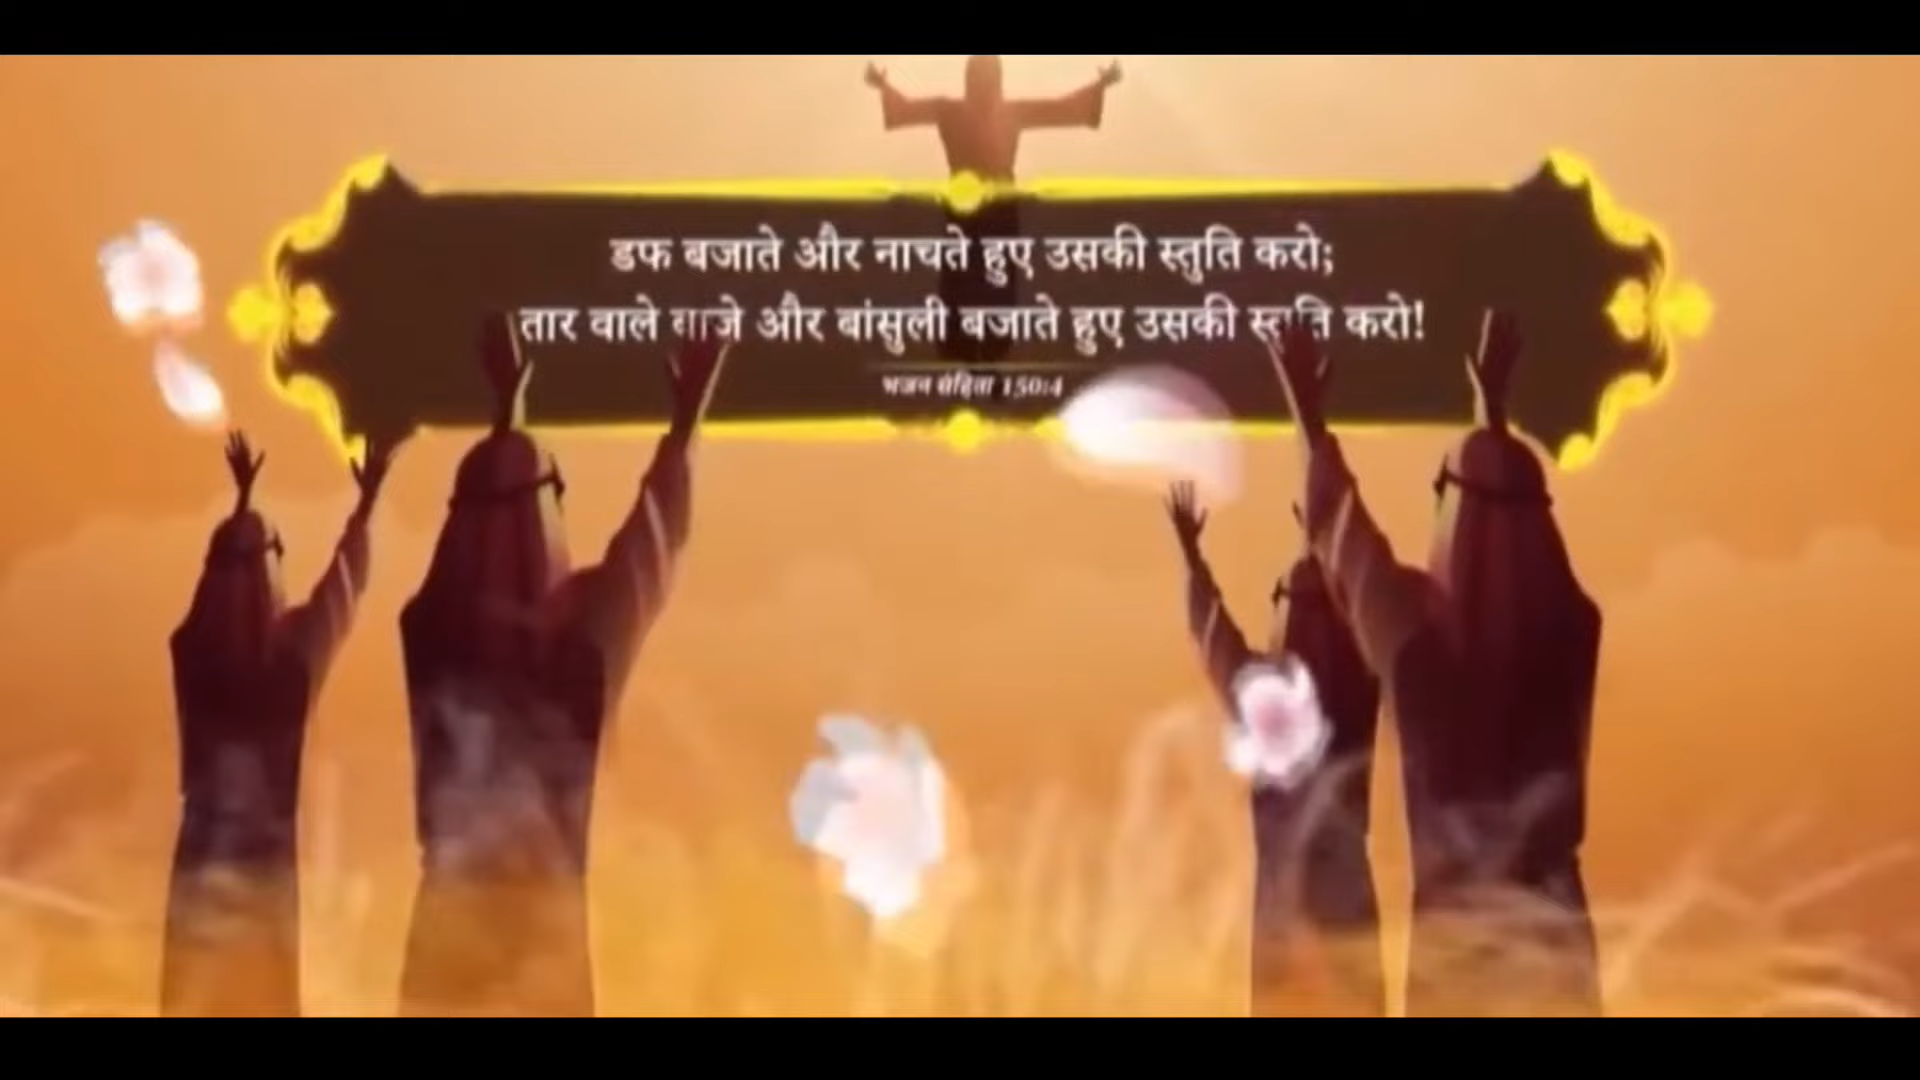 डफ बजाते और नाचते हुए उसकी स्तुति करो;
तार वाले बाजे और बांसुली बजाते हुए उसकी स्तुति करो!
भजन संहिता 150:4